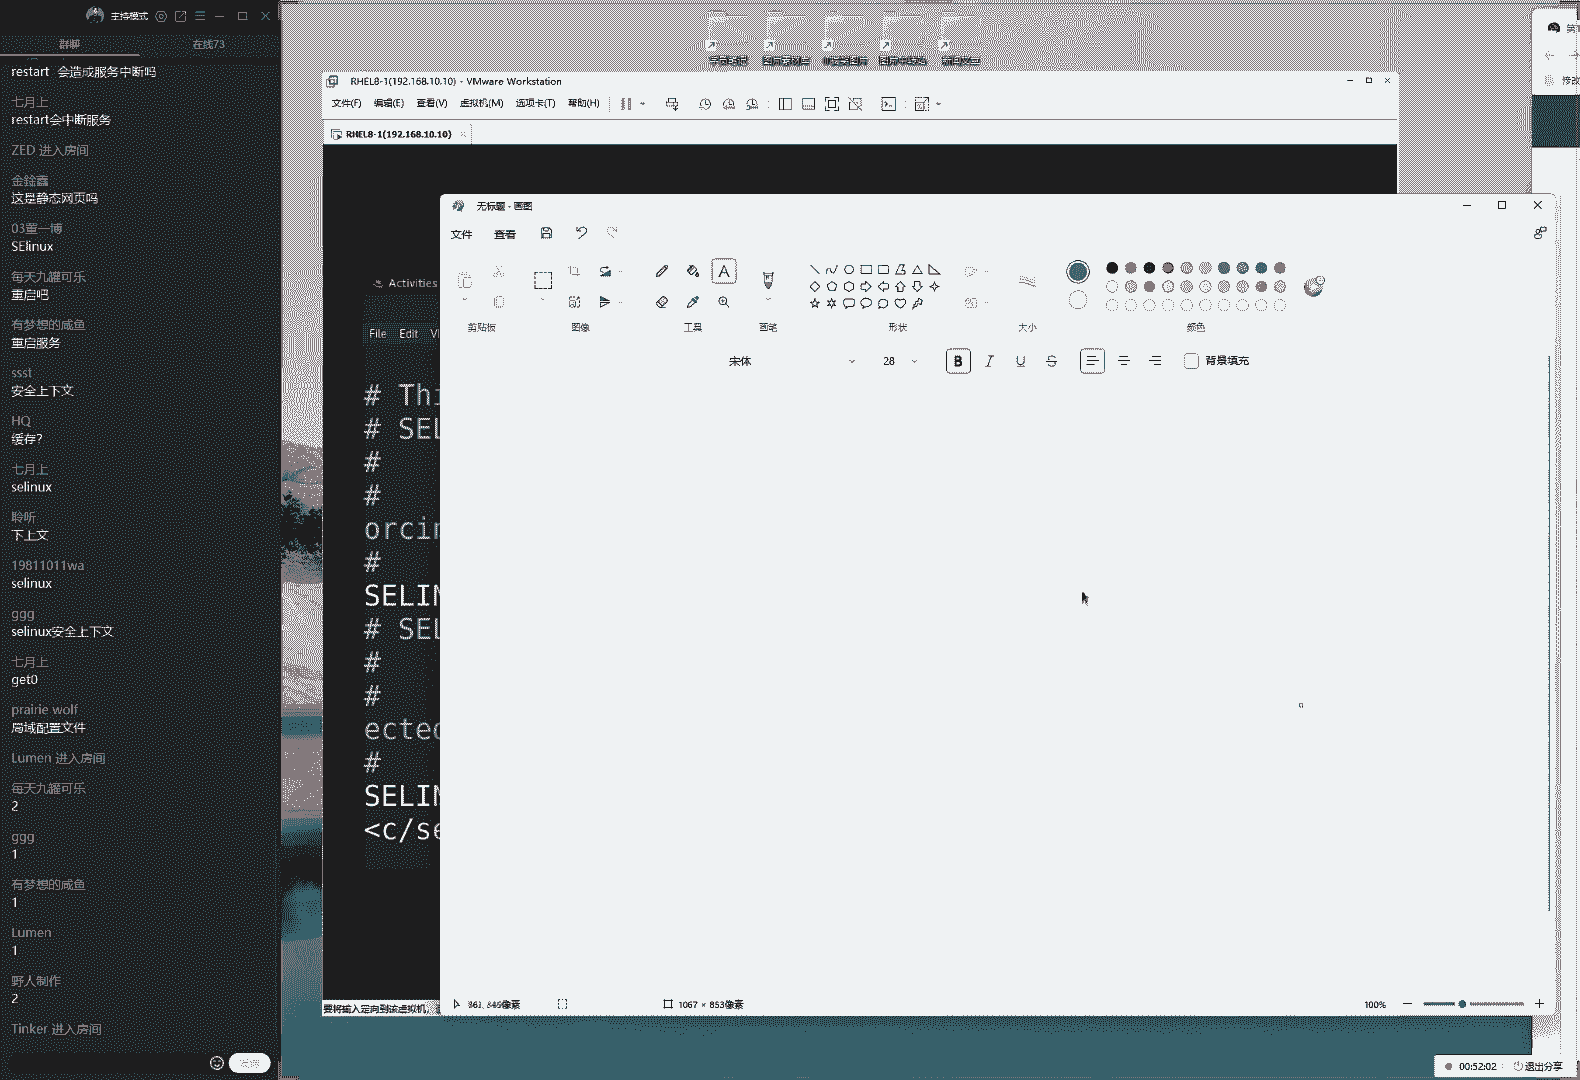 主持模式
群聊
在线73
restart 会造成服务中断吗
七月上
restart会中断服务
ZED 进入房间
金銓鑫
这是静态网页吗
03董一博
SElinux
每天九罐可乐
重启吧
有梦想的咸鱼
重启服务
ssst
安全上下文
HQ
缓存?
七月上
selinux
聆听
下上文
19811011wa
selinux
ggg
selinux安全上下文
七月上
get0
prairie wolf
局域配置文件
Lumen 进入房间
每天九罐可乐
2
ggg
1
有梦想的咸鱼
1
Lumen
1
野人制作
2
Tinker 进入房间
发送
RHEL8-1(192.168.10.10) - VMware Workstation
文件(F) 编辑(E) 查看(V) 虚拟机(M) 选项卡(T) 帮助(H)
RHEL8-1(192.168.10.10)
Activities
File Edit Vi
# Thi
# SEL
#
#
orcin
#
SELIN
# SEL
#
#
ected
#
SELIN
<c/se
要将输入定向到该虚拟机,
无标题 - 画图
文件 查看
剪贴板 图像 工具 画笔 形状 大小 颜色
宋体 28 B I U S 背景填充
1067 × 853像素
100%
修改
00:52:02 退出分享